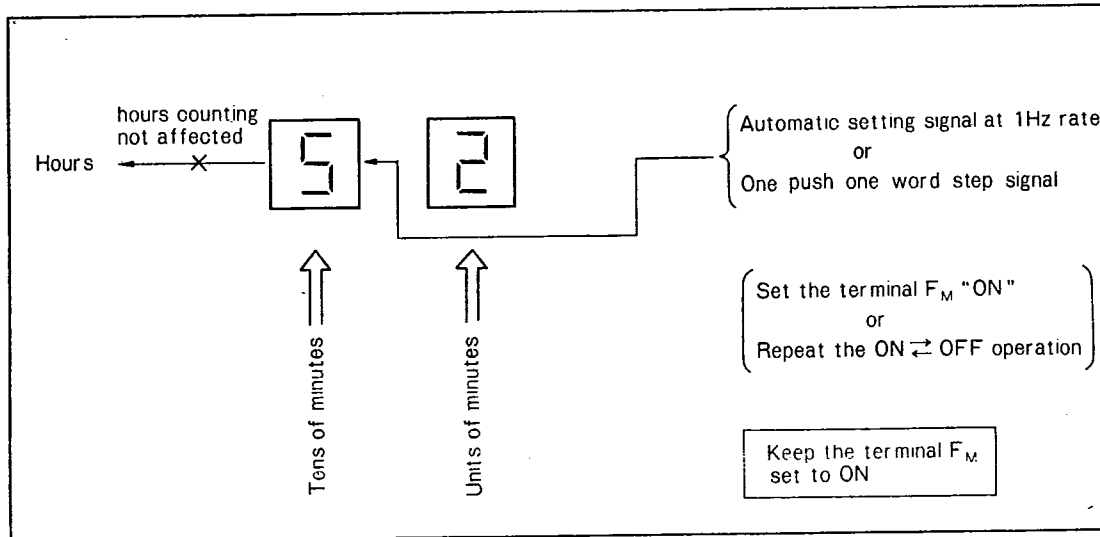 hours counting
not affected
Hours
5
2
Automatic setting signal at 1Hz rate
or
One push one word step signal
Tens of minutes
Units of minutes
Set the terminal FM "ON"
or
Repeat the ON ⇄ OFF operation
Keep the terminal FM
set to ON